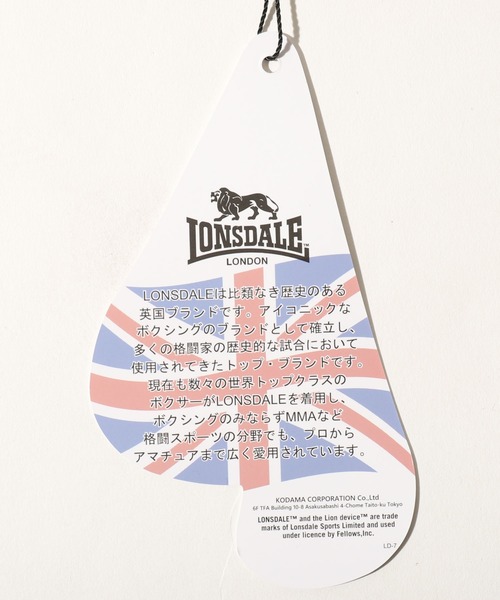 LONSDALE™
LONDON
LONSDALEは比類なき歴史のある
英国ブランドです。アイコニックな
ボクシングのブランドとして確立し、
多くの格闘家の歴史的な試合において
使用されてきたトップ・ブランドです。
現在も数々の世界トップクラスの
ボクサーがLONSDALEを着用し、
ボクシングのみならずMMAなど
格闘スポーツの分野でも、プロから
アマチュアまで広く愛用されています。
KODAMA CORPORATION Co.,Ltd
6F TFA Building 10-8 Asakusabashi 4-Chome Taito-ku Tokyo
LONSDALE™ and the Lion device™ are trade
marks of Lonsdale Sports Limited and used
under licence by Fellows,Inc.
LD-7